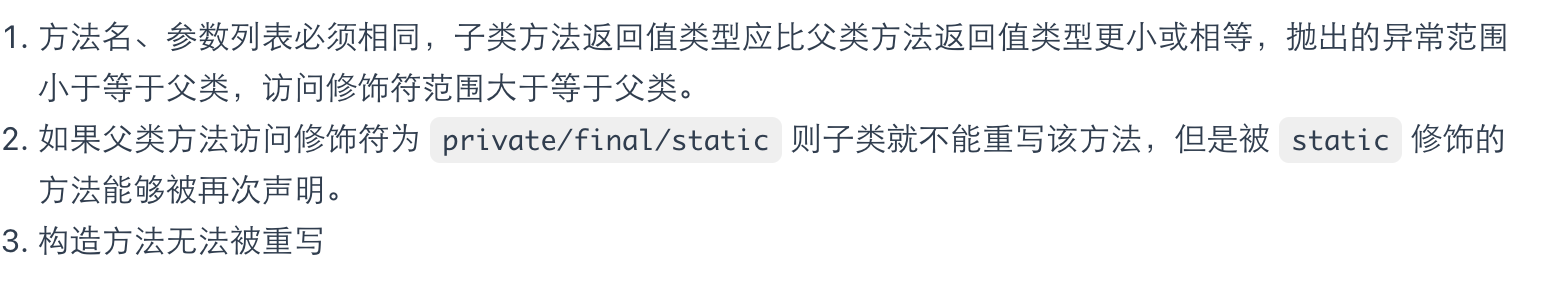 1. 方法名、参数列表必须相同，子类方法返回值类型应比父类方法返回值类型更小或相等，抛出的异常范围
小于等于父类，访问修饰符范围大于等于父类。
2. 如果父类方法访问修饰符为 private/final/static 则子类就不能重写该方法，但是被 static 修饰的
方法能够被再次声明。
3. 构造方法无法被重写